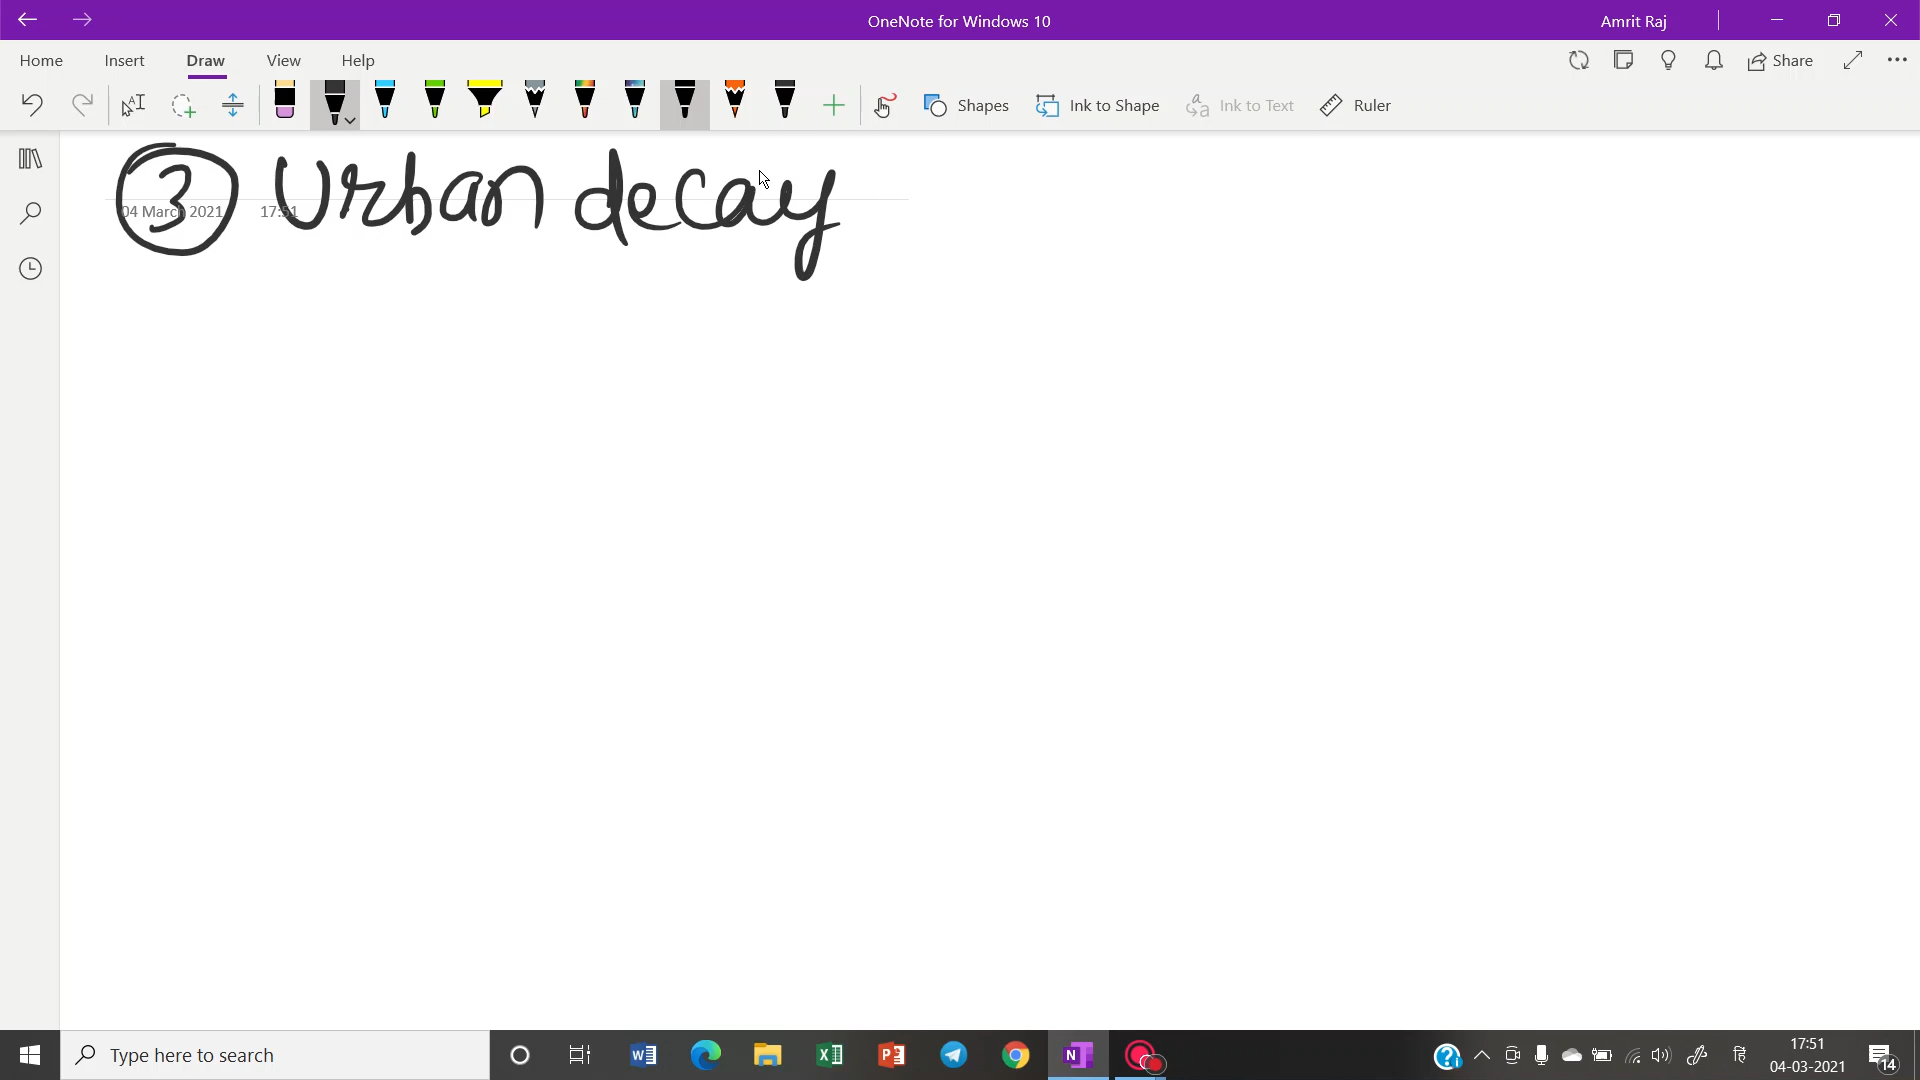 OneNote for Windows 10
Amrit Raj
Home Insert Draw View Help
Share
Shapes Ink to Shape Ink to Text Ruler
3 Urban decay
04 March 2021 17:51
Type here to search
हि
17:51
04-03-2021
14